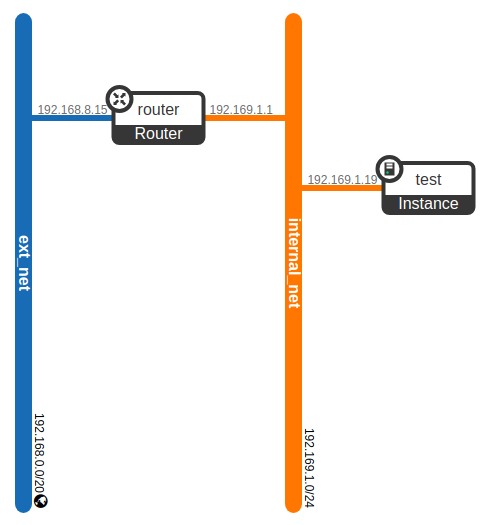 192.168.8.15
router
Router
192.169.1.1
192.169.1.19
test
Instance
ext_net
internal_net
192.168.0.0/20
192.169.1.0/24